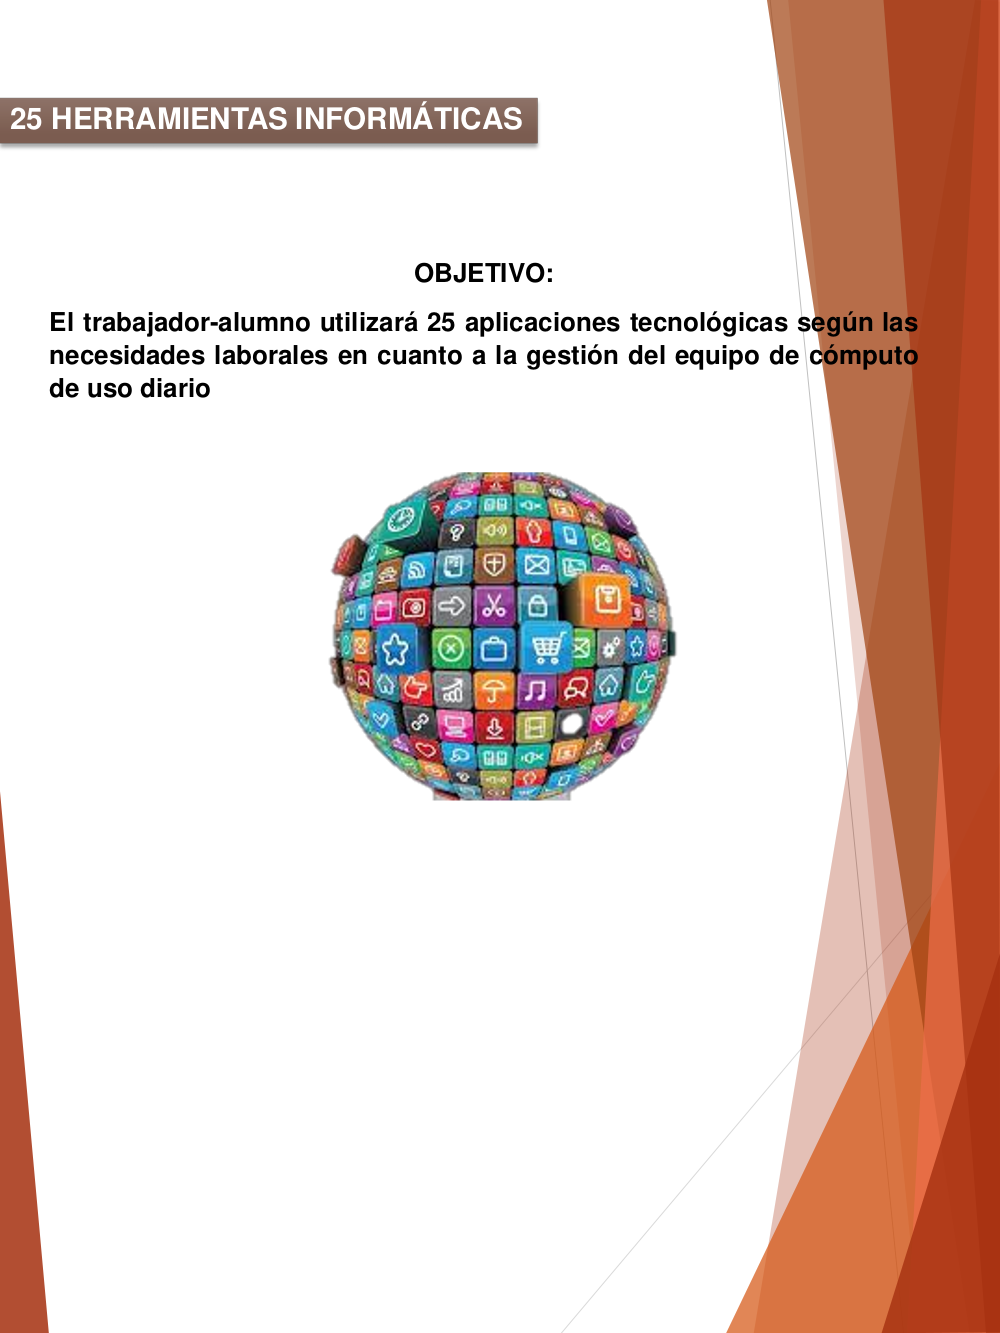 25 HERRAMIENTAS INFORMÁTICAS
OBJETIVO:
El trabajador-alumno utilizará 25 aplicaciones tecnológicas según las
necesidades laborales en cuanto a la gestión del equipo de cómputo
de uso diario